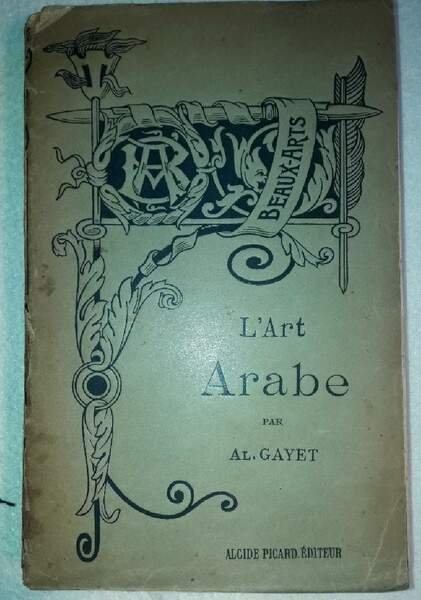 BEAUX-ARTS
L'Art
Arabe
PAR
AL. GAYET
ALCIDE PICARD. ÉDITEUR